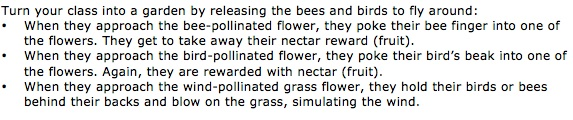 Turn your class into a garden by releasing the bees and birds to fly around:
• When they approach the bee-pollinated flower, they poke their bee finger into one of
the flowers. They get to take away their nectar reward (fruit).
• When they approach the bird-pollinated flower, they poke their bird's beak into one of
the flowers. Again, they are rewarded with nectar (fruit).
• When they approach the wind-pollinated grass flower, they hold their birds or bees
behind their backs and blow on the grass, simulating the wind.